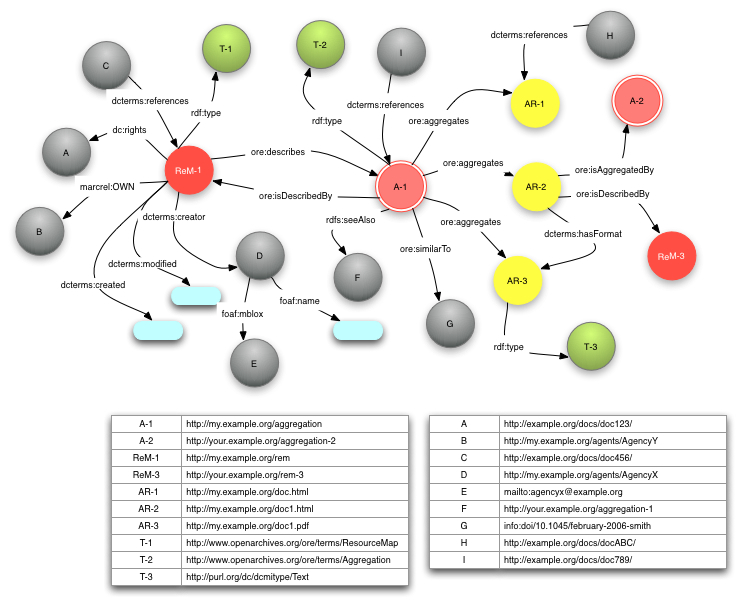 H
dcterms:references
T-1
T-2
I
C
A-2
dcterms:references
dcterms:references
AR-1
rdf:type
rdf:type
ore:aggregates
dc:rights
A
ore:describes
ore:aggregates
ReM-1
ore:isAggregatedBy
marcrel:OWN
A-1
AR-2
ore:isDescribedBy
ore:isDescribedBy
dcterms:creator
rdfs:seeAlso
ore:aggregates
B
dcterms:hasFormat
ore:similarTo
D
ReM-3
dcterms:modified
F
AR-3
dcterms:created
foaf:name
foaf:mblox
G
rdf:type
T-3
E
A-1 http://my.example.org/aggregation
A-2 http://your.example.org/aggregation-2
ReM-1 http://my.example.org/rem
ReM-3 http://your.example.org/rem-3
AR-1 http://my.example.org/doc.html
AR-2 http://my.example.org/doc1.html
AR-3 http://my.example.org/doc1.pdf
T-1 http://www.openarchives.org/ore/terms/ResourceMap
T-2 http://www.openarchives.org/ore/terms/Aggregation
T-3 http://purl.org/dc/dcmitype/Text
A http://example.org/docs/doc123/
B http://my.example.org/agents/AgencyY
C http://example.org/docs/doc456/
D http://my.example.org/agents/AgencyX
E mailto:agencyx@example.org
F http://your.example.org/aggregation-1
G info:doi/10.1045/february-2006-smith
H http://example.org/docs/docABC/
I http://example.org/docs/doc789/